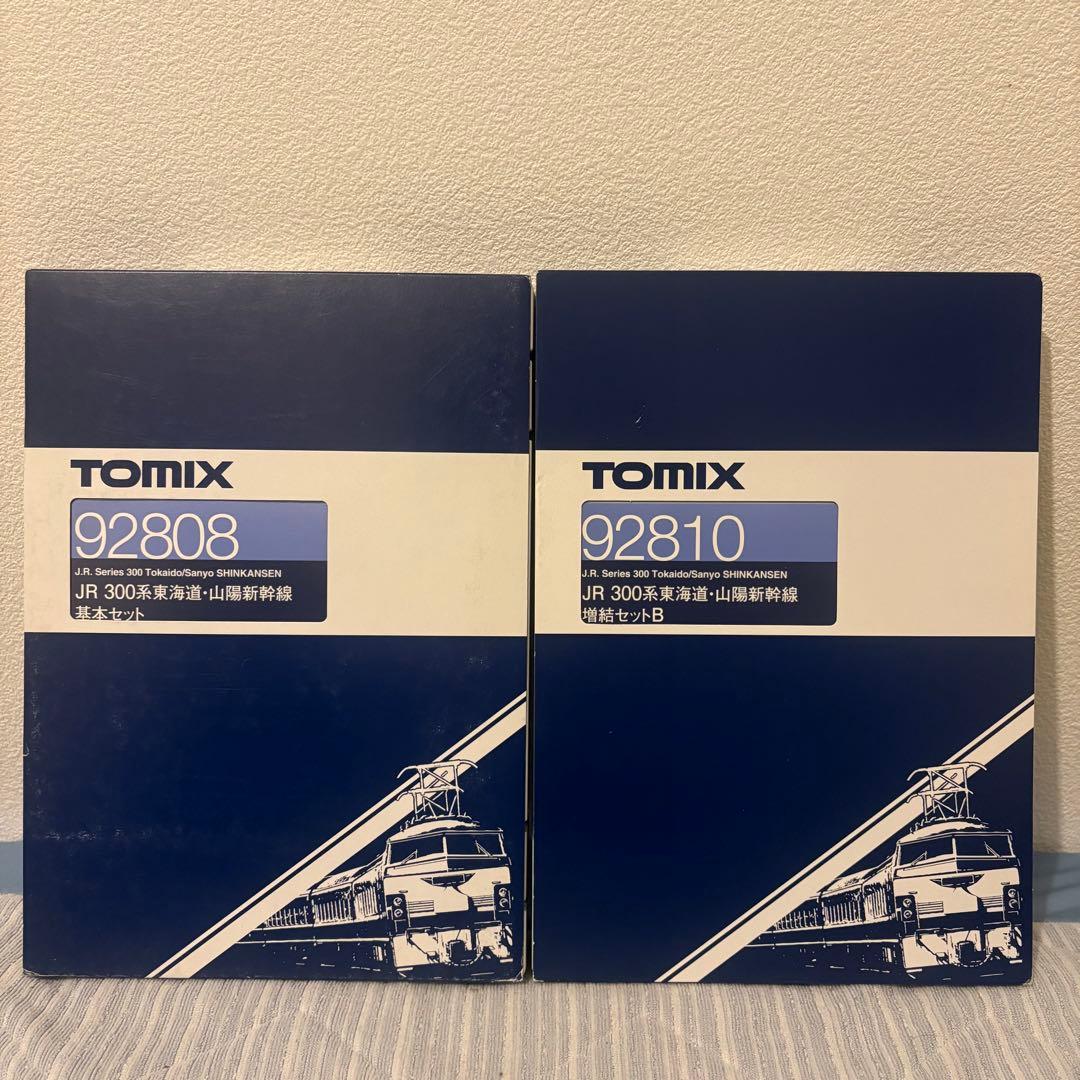 TOMIX
92808
J.R. Series 300 Tokaido/Sanyo SHINKANSEN
JR 300系東海道・山陽新幹線
基本セット
TOMIX
92810
J.R. Series 300 Tokaido/Sanyo SHINKANSEN
JR 300系東海道・山陽新幹線
増結セットB